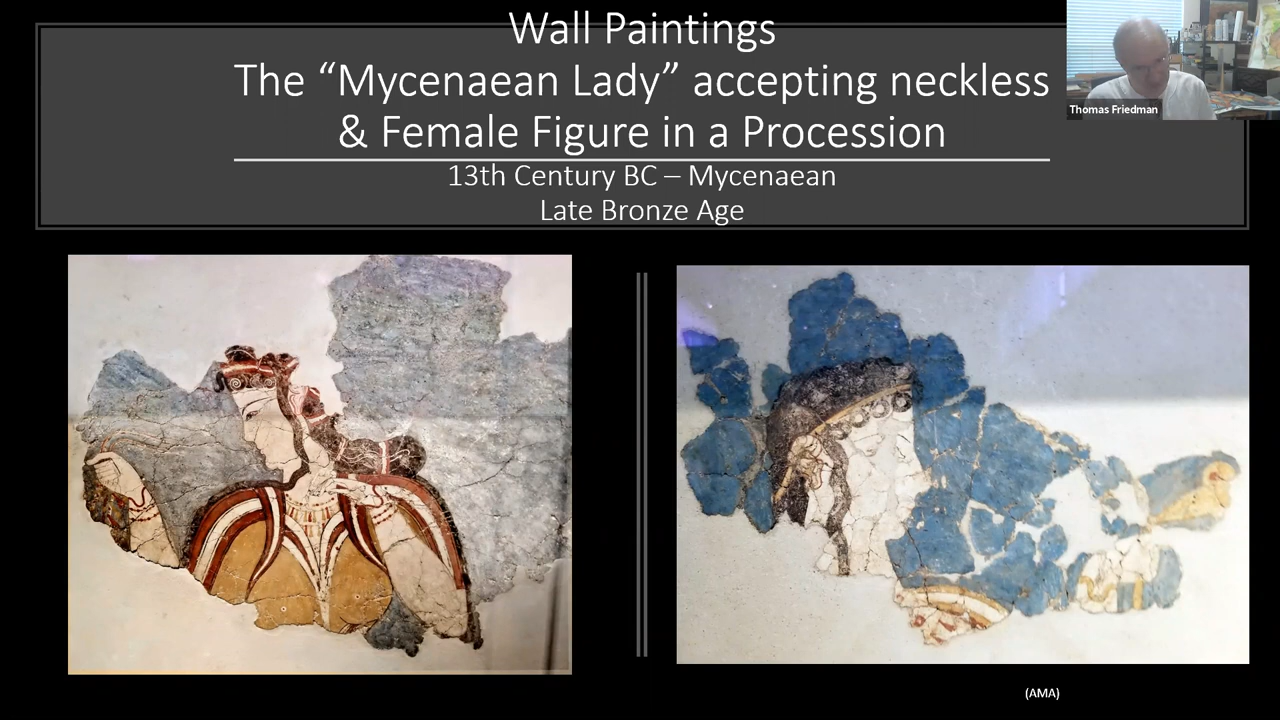 Wall Paintings
The “Mycenaean Lady” accepting neckless
& Female Figure in a Procession
13th Century BC – Mycenaean
Late Bronze Age
Thomas Friedman
(AMA)